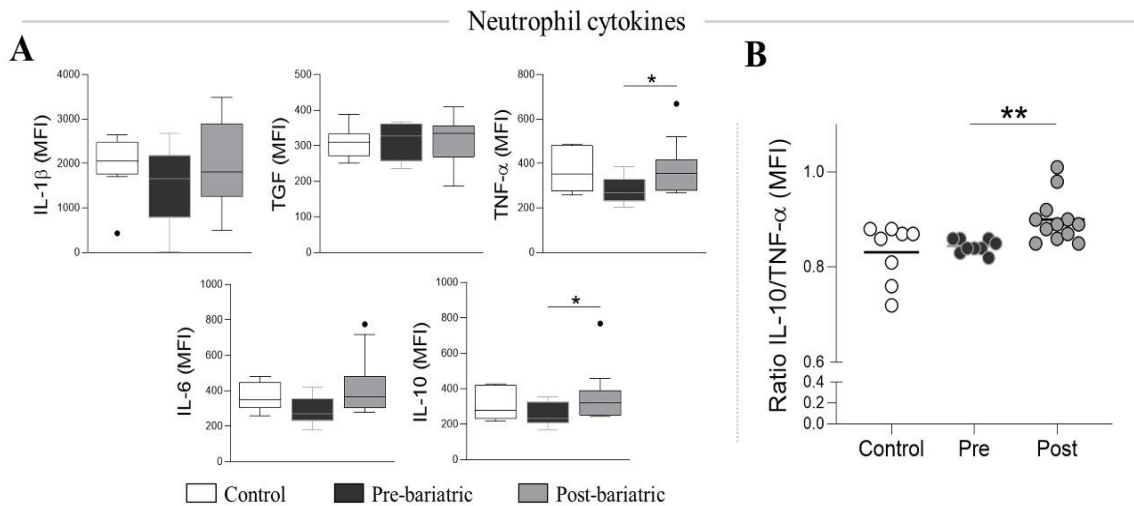 Neutrophil cytokines
A
B
IL-1β (MFI)
4000
3000
2000
1000
0
TGF (MFI)
500
400
300
200
100
0
TNF-α (MFI)
800
600
400
200
0
*
IL-6 (MFI)
1000
800
600
400
200
0
IL-10 (MFI)
1000
800
600
400
200
0
*
Control
Pre-bariatric
Post-bariatric
Ratio IL-10/TNF-α (MFI)
1.0
0.8
0.6
0.4
0.2
0.0
**
Control Pre Post